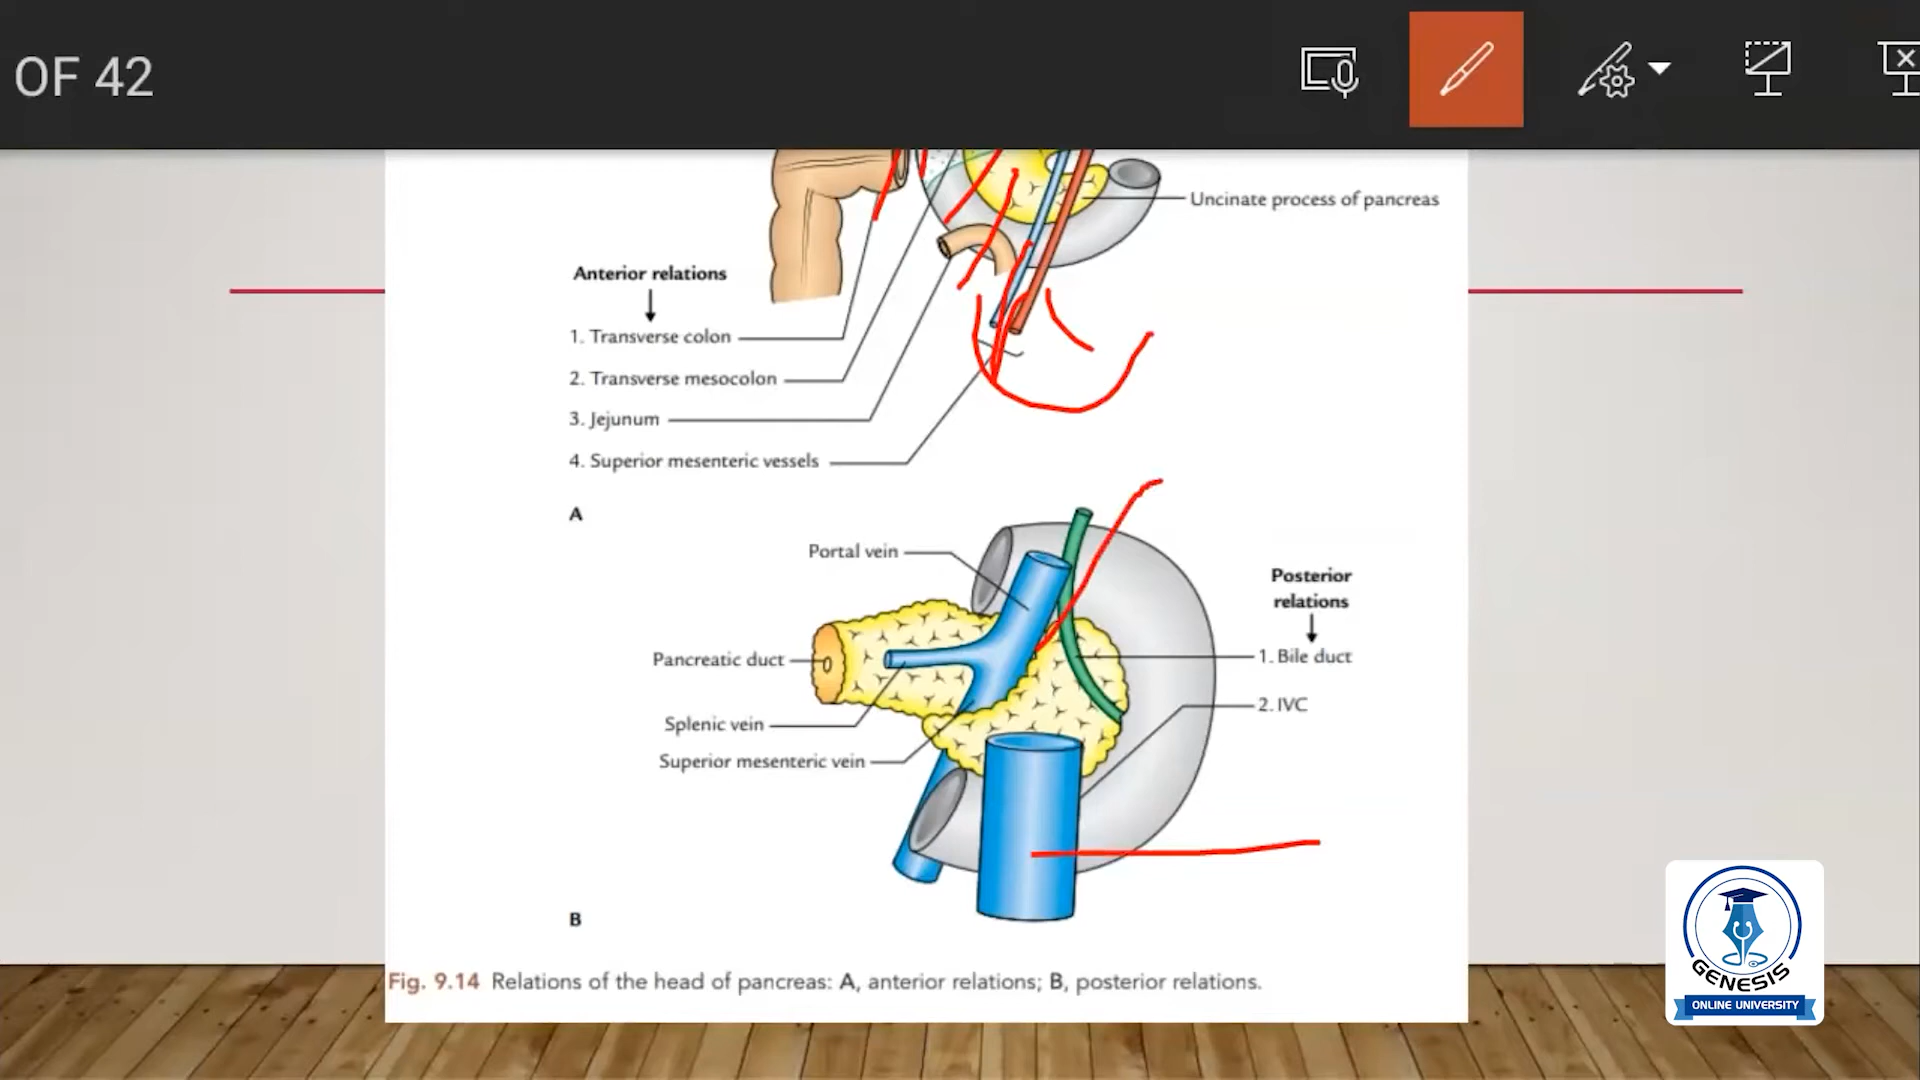 OF 42
Uncinate process of pancreas
Anterior relations
1. Transverse colon
2. Transverse mesocolon
3. Jejunum
4. Superior mesenteric vessels
A
Portal vein
Posterior
relations
Pancreatic duct
1. Bile duct
2. IVC
Splenic vein
Superior mesenteric vein
B
Fig. 9.14 Relations of the head of pancreas: A, anterior relations; B, posterior relations.
GENESIS
ONLINE UNIVERSITY